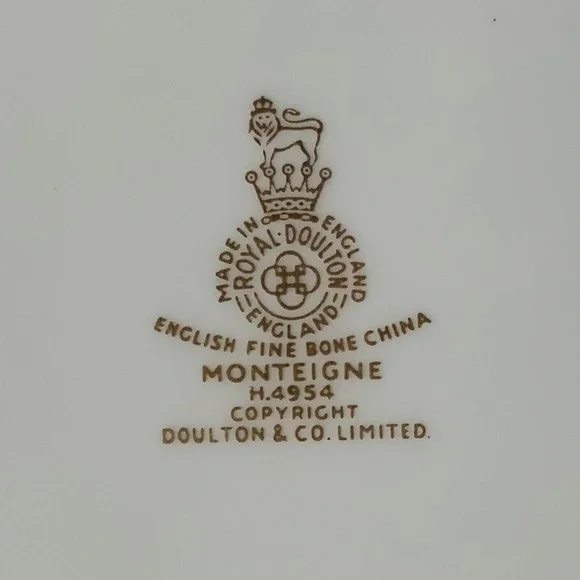 MADE IN ENGLAND
ROYAL·DOULTON
ENGLAND
ENGLISH FINE BONE CHINA
MONTEIGNE
H.4954
COPYRIGHT
DOULTON & CO. LIMITED.